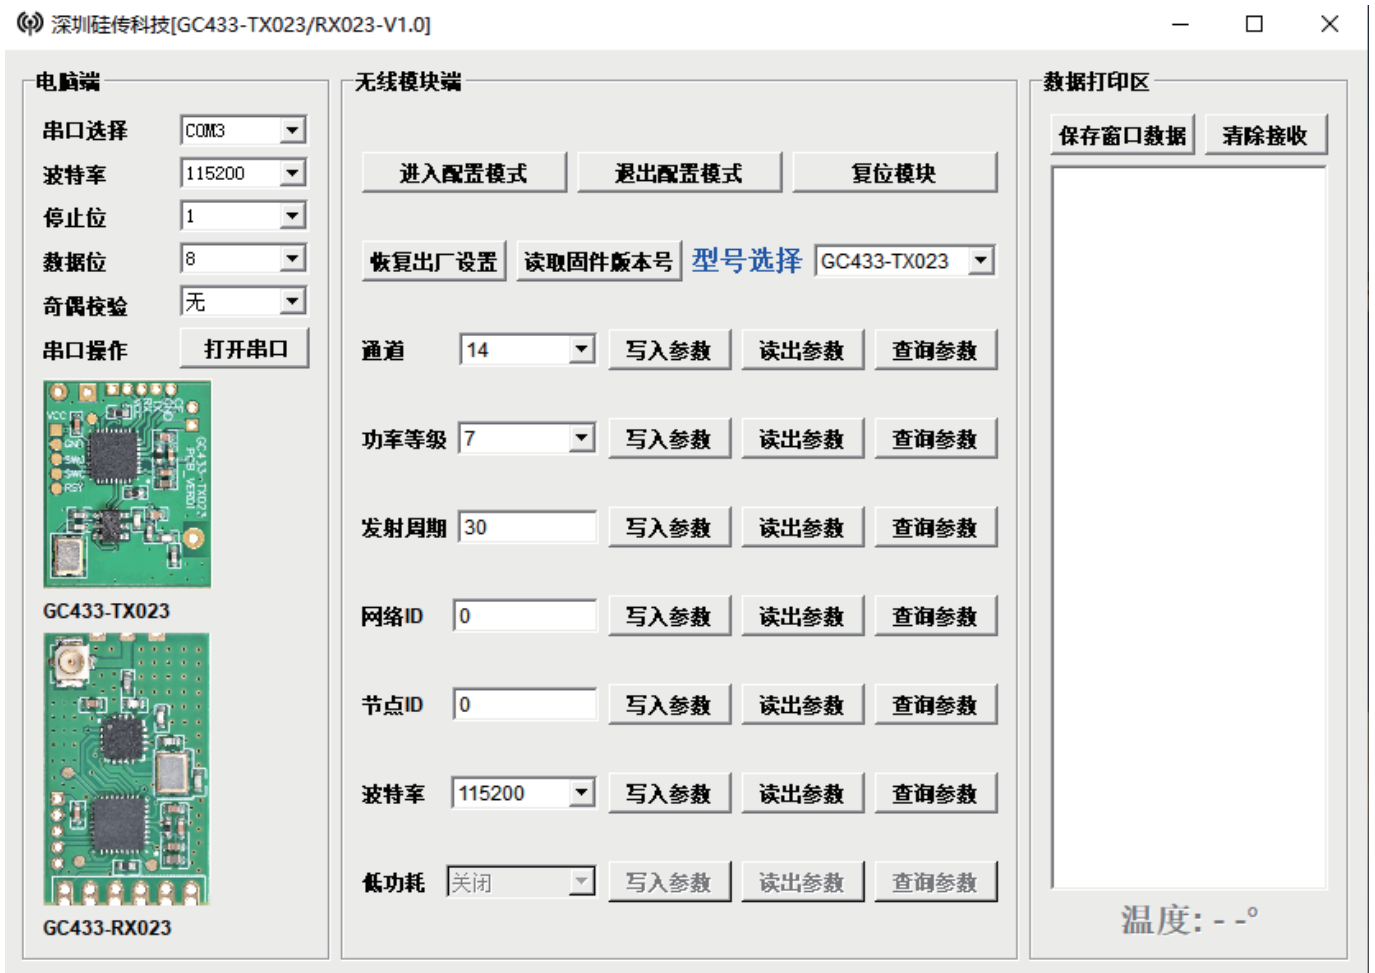 深圳硅传科技[GC433-TX023/RX023-V1.0]
电脑端
串口选择 COM3
波特率 115200
停止位 1
数据位 8
奇偶校验 无
串口操作 打开串口
VCC
GND
RSY
GC433-TX023
GC433-RX023
无线模块端
进入配置模式 退出配置模式 复位模块
恢复出厂设置 读取固件版本号 型号选择 GC433-TX023
通道 14 写入参数 读出参数 查询参数
功率等级 7 写入参数 读出参数 查询参数
发射周期 30 写入参数 读出参数 查询参数
网络ID 0 写入参数 读出参数 查询参数
节点ID 0 写入参数 读出参数 查询参数
波特率 115200 写入参数 读出参数 查询参数
低功耗 关闭 写入参数 读出参数 查询参数
数据打印区
保存窗口数据 清除接收
温度: - -°